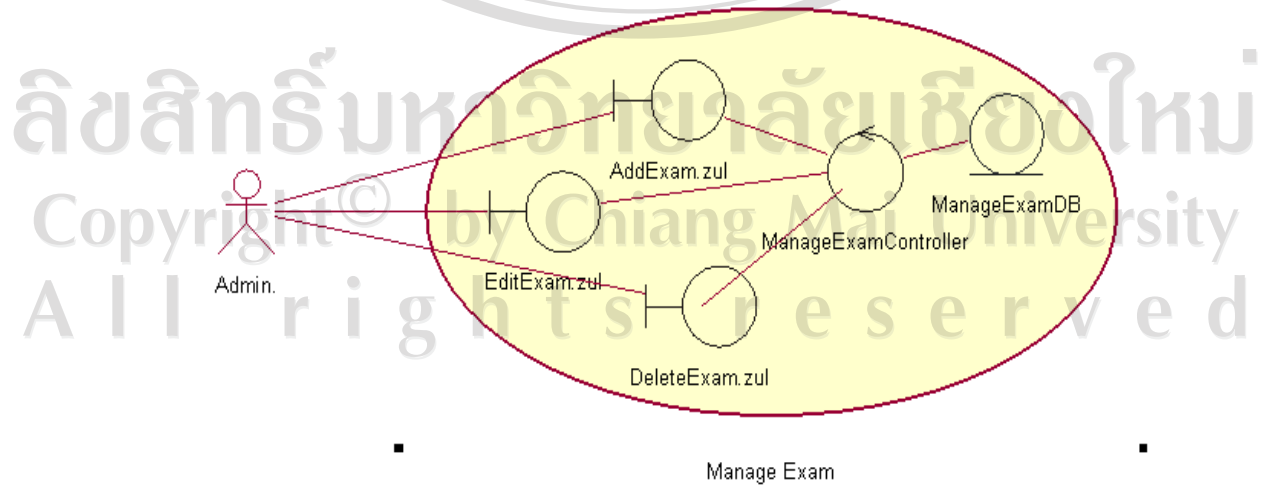 ลิขสิทธิ์มหาวิทยาลัยเชียงใหม่
Copyright© by Chiang Mai University
All rights reserved
Admin.
AddExam.zul
EditExam.zul
DeleteExam.zul
ManageExamController
ManageExamDB
Manage Exam